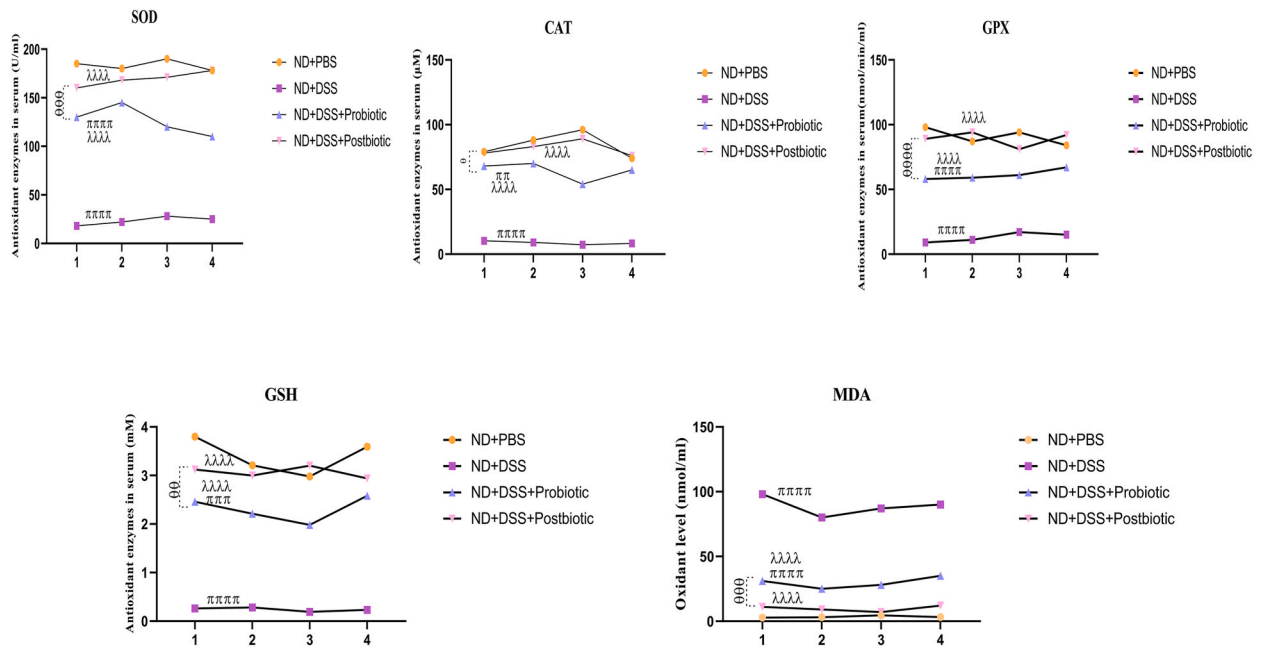 SOD
Antioxidant enzymes in serum (U/ml)
200
150
100
50
0
λλλλ
θθθ
ππππ
λλλλ
ππππ
1 2 3 4
ND+PBS
ND+DSS
ND+DSS+Probiotic
ND+DSS+Postbiotic
CAT
Antioxidant enzymes in serum (µM)
150
100
50
0
λλλλ
θ
ππ
λλλλ
ππππ
1 2 3 4
ND+PBS
ND+DSS
ND+DSS+Probiotic
ND+DSS+Postbiotic
GPX
Antioxidant enzymes in serum(nmol/min/ml)
150
100
50
0
λλλλ
θθθθ
λλλλ
ππππ
ππππ
1 2 3 4
ND+PBS
ND+DSS
ND+DSS+Probiotic
ND+DSS+Postbiotic
GSH
Antioxidant enzymes in serum (mM)
4
3
2
1
0
λλλλ
θθ
λλλλ
πππ
ππππ
1 2 3 4
ND+PBS
ND+DSS
ND+DSS+Probiotic
ND+DSS+Postbiotic
MDA
Oxidant level (nmol/ml)
150
100
50
0
ππππ
λλλλ
ππππ
θθθ
λλλλ
1 2 3 4
ND+PBS
ND+DSS
ND+DSS+Probiotic
ND+DSS+Postbiotic